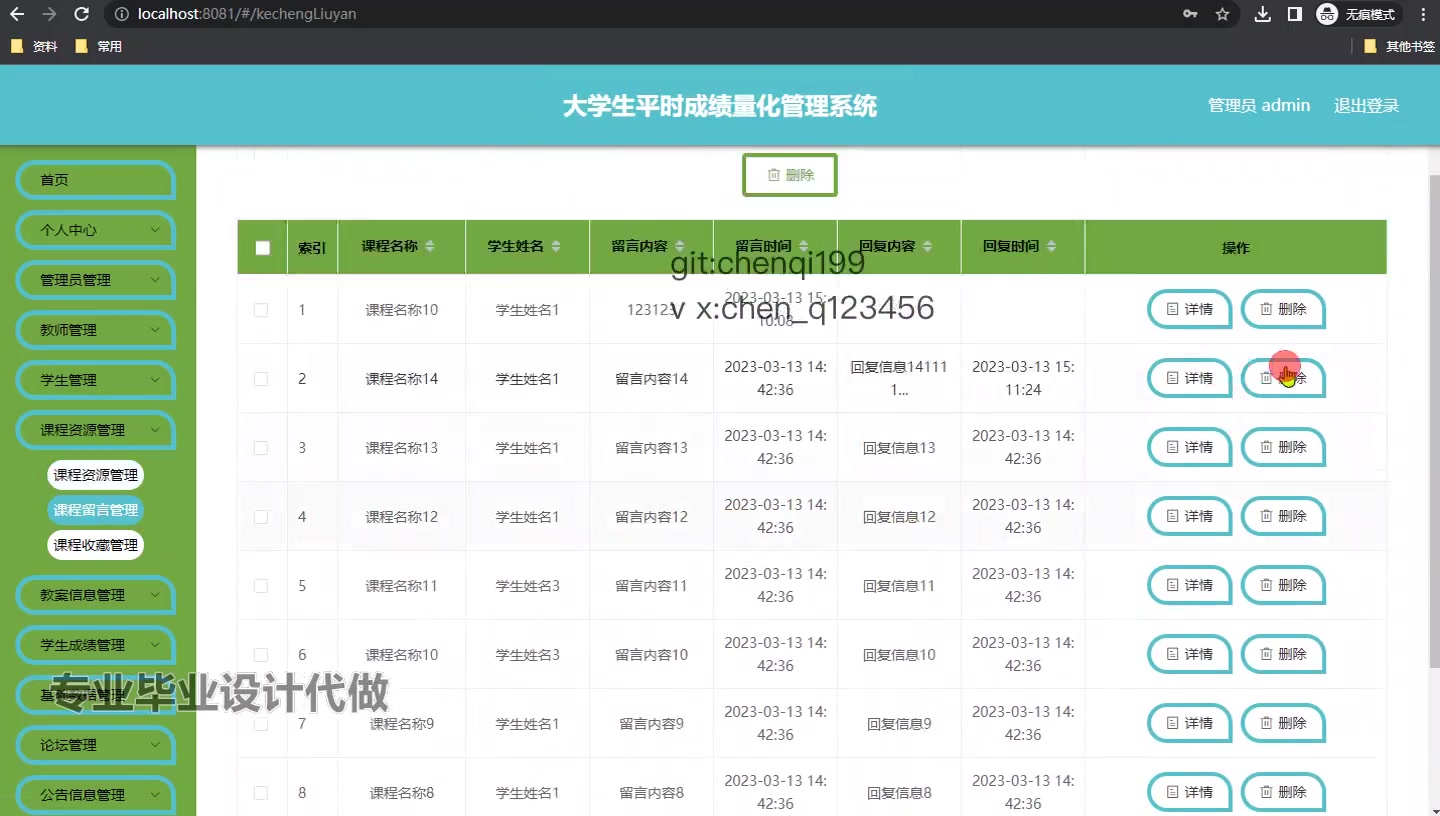 localhost:8081/#/kechengLiuyan
无痕模式
资料
常用
其他书签
大学生平时成绩量化管理系统
管理员 admin
退出登录
首页
个人中心
管理员管理
教师管理
学生管理
课程资源管理
课程资源管理
课程留言管理
课程收藏管理
教案信息管理
学生成绩管理
论坛管理
公告信息管理
专业毕业设计代做
删除
git:chenqi199
v x:chen_q123456
索引 课程名称 学生姓名 留言内容 留言时间 回复内容 回复时间 操作
1 课程名称10 学生姓名1 123123 2023-03-13 15:
10:08
详情 删除
2 课程名称14 学生姓名1 留言内容14 2023-03-13 14: 回复信息14111 2023-03-13 15: 详情 删除
42:36 1... 11:24
3 课程名称13 学生姓名1 留言内容13 2023-03-13 14: 回复信息13 2023-03-13 14: 详情 删除
42:36 42:36
4 课程名称12 学生姓名1 留言内容12 2023-03-13 14: 回复信息12 2023-03-13 14: 详情 删除
42:36 42:36
5 课程名称11 学生姓名3 留言内容11 2023-03-13 14: 回复信息11 2023-03-13 14: 详情 删除
42:36 42:36
6 课程名称10 学生姓名3 留言内容10 2023-03-13 14: 回复信息10 2023-03-13 14: 详情 删除
42:36 42:36
7 课程名称9 学生姓名1 留言内容9 2023-03-13 14: 回复信息9 2023-03-13 14: 详情 删除
42:36 42:36
8 课程名称8 学生姓名1 留言内容8 2023-03-13 14: 回复信息8 2023-03-13 14: 详情 删除
42:36 42:36